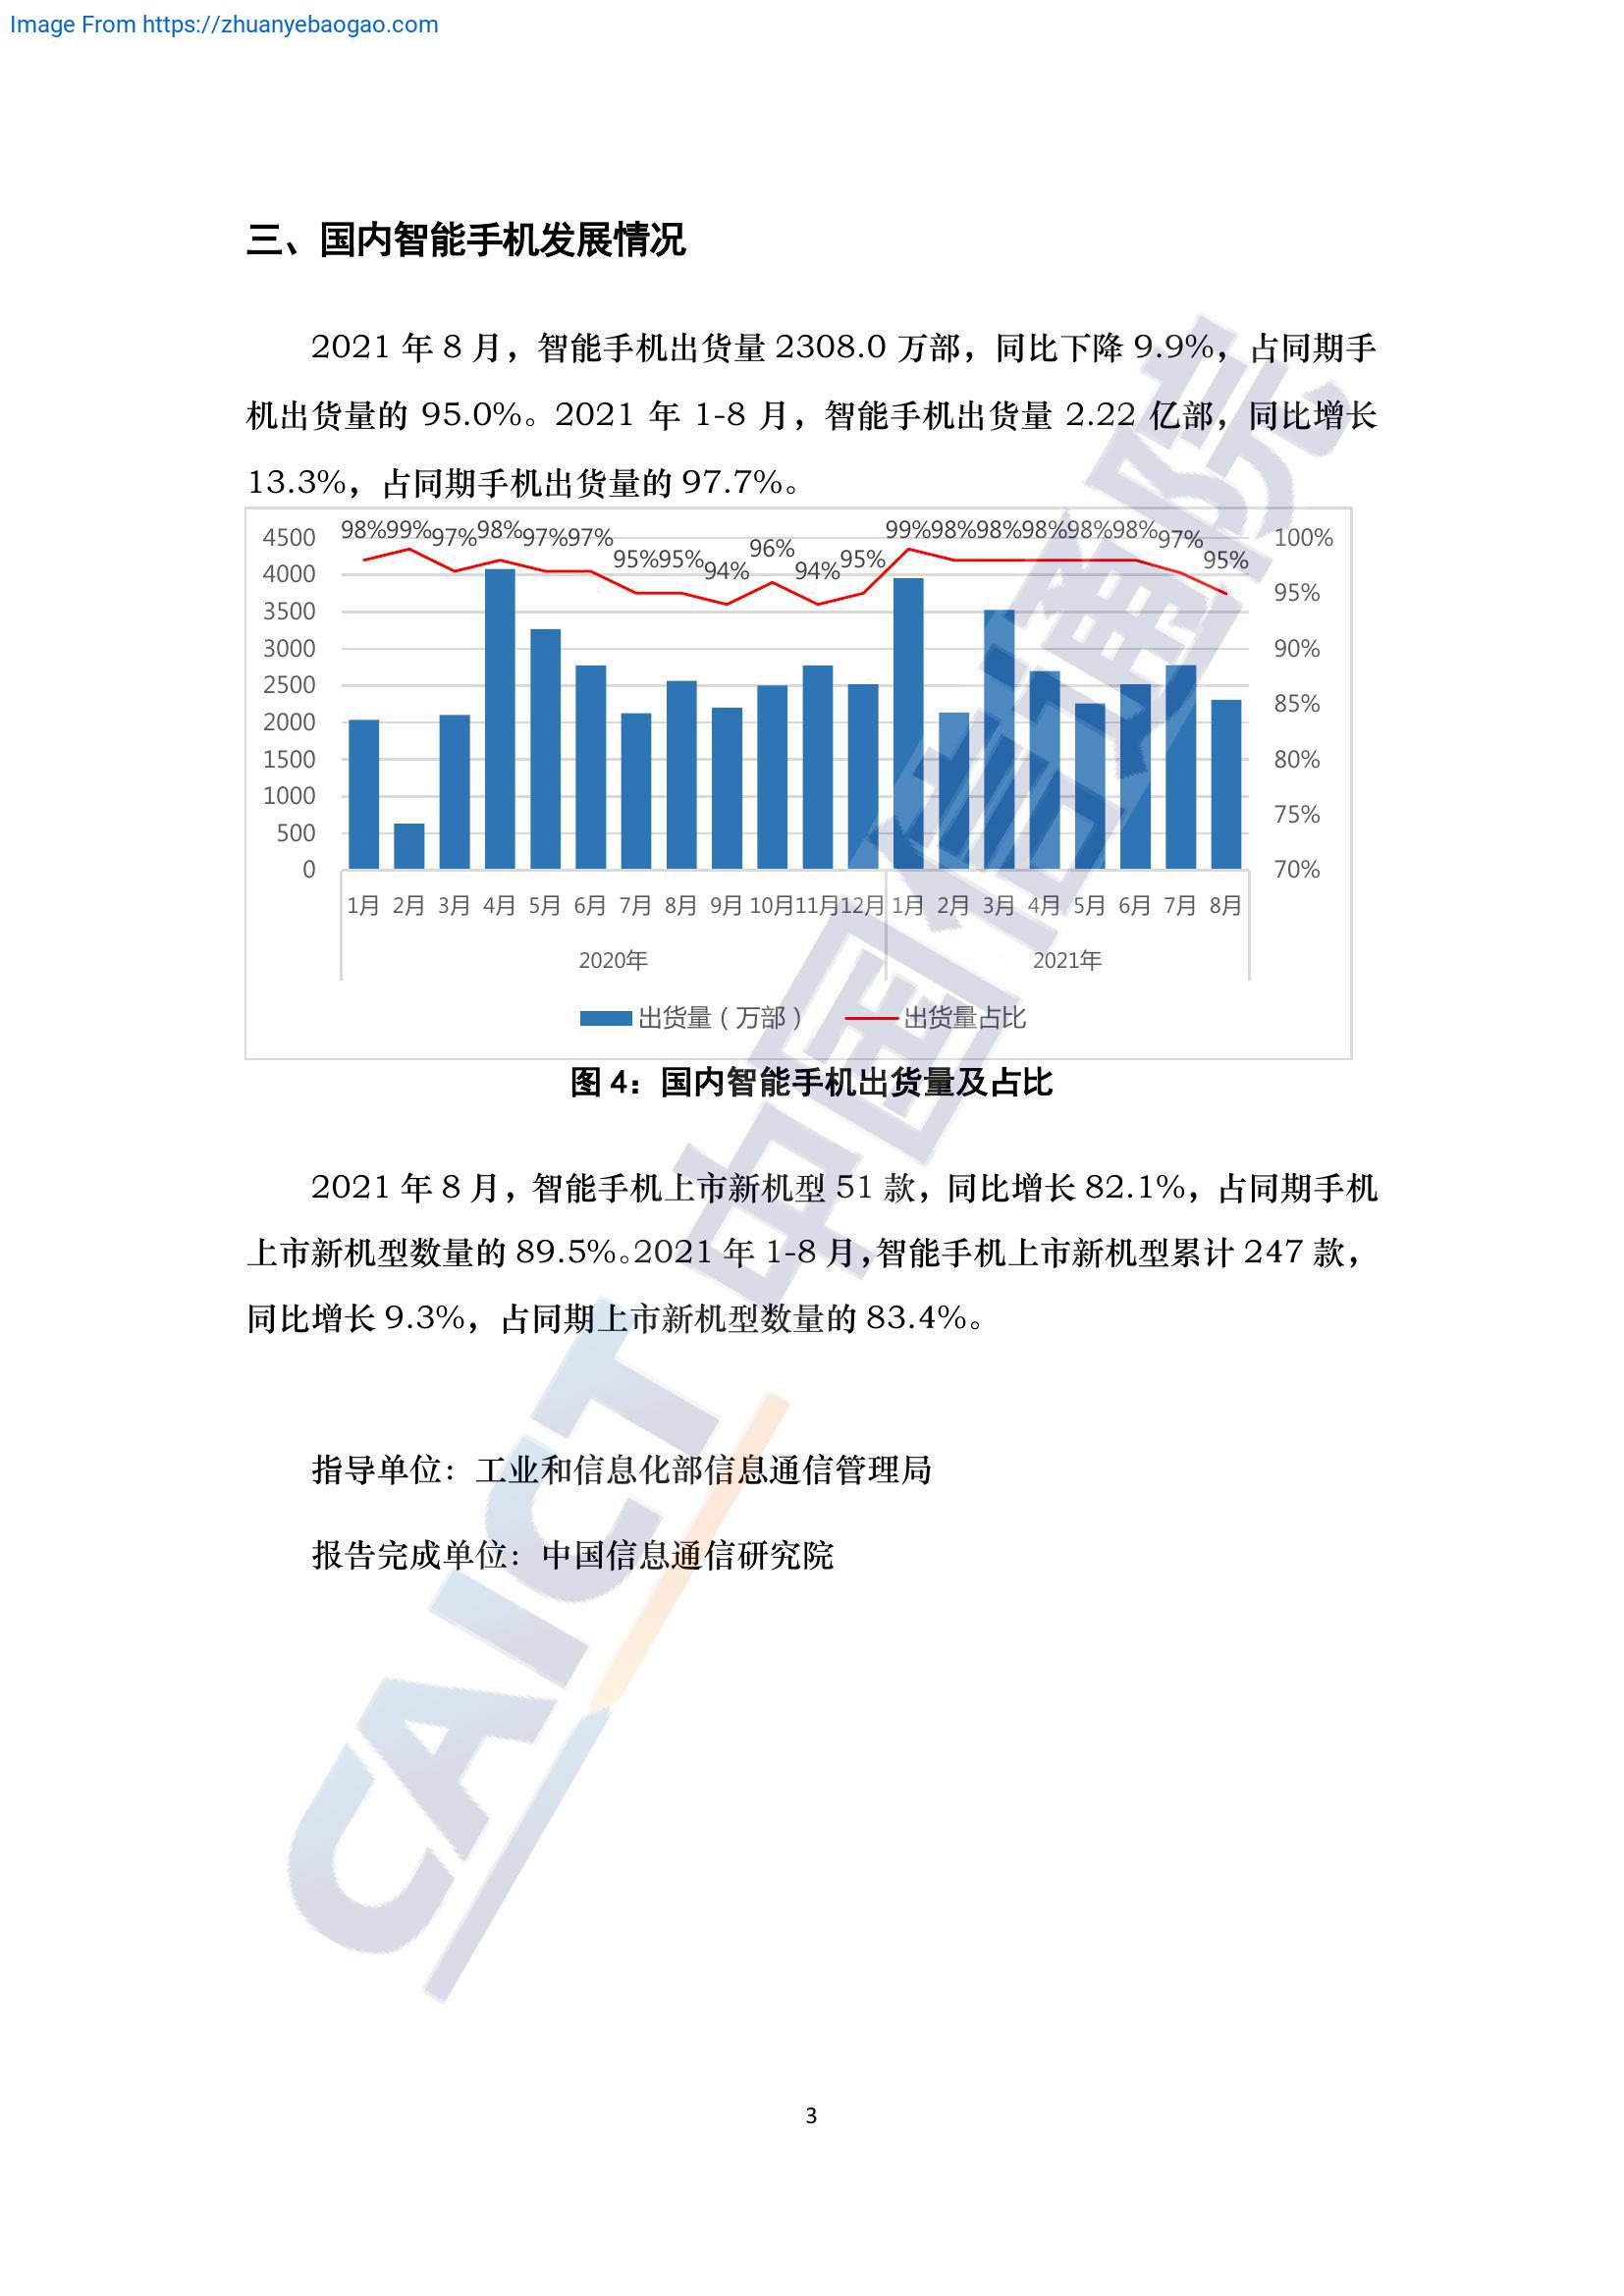 Image From https://zhuanyebaogao.com
三、国内智能手机发展情况
2021 年 8 月，智能手机出货量 2308.0 万部，同比下降 9.9%，占同期手
机出货量的 95.0%。2021 年 1-8 月，智能手机出货量 2.22 亿部，同比增长
13.3%，占同期手机出货量的 97.7%。
4500 98% 99% 97% 98% 97% 97% 95% 95% 94% 96% 94% 95% 99% 98% 98% 98% 98% 98% 97% 95% 100%
4000
3500 95%
3000 90%
2500 85%
2000
1500 80%
1000 75%
500
0 70%
1月 2月 3月 4月 5月 6月 7月 8月 9月 10月 11月 12月 1月 2月 3月 4月 5月 6月 7月 8月
2020年 2021年
出货量（万部） 出货量占比
图 4：国内智能手机出货量及占比
2021 年 8 月，智能手机上市新机型 51 款，同比增长 82.1%，占同期手机
上市新机型数量的 89.5%。2021 年 1-8 月，智能手机上市新机型累计 247 款，
同比增长 9.3%，占同期上市新机型数量的 83.4%。
指导单位：工业和信息化部信息通信管理局
报告完成单位：中国信息通信研究院
CAICT 中国信通院
3